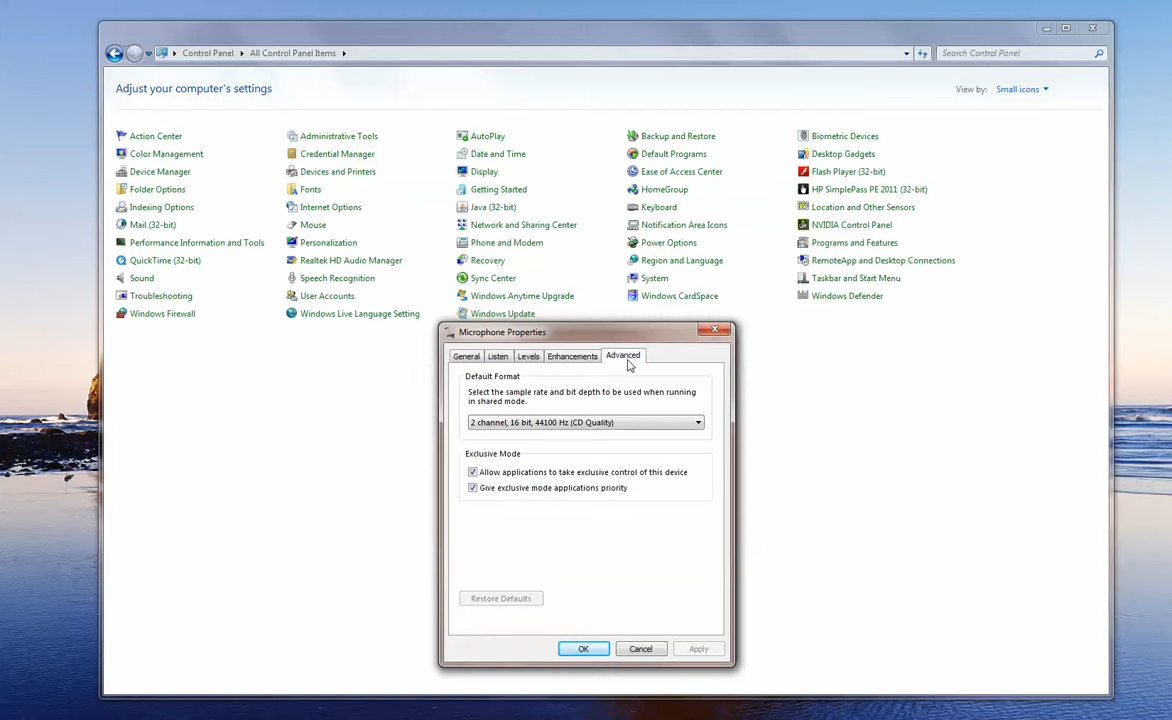 Control Panel All Control Panel Items Search Control Panel
Adjust your computer's settings View by: Small icons
Action Center Administrative Tools AutoPlay Backup and Restore Biometric Devices
Color Management Credential Manager Date and Time Default Programs Desktop Gadgets
Device Manager Devices and Printers Display Ease of Access Center Flash Player (32-bit)
Folder Options Fonts Getting Started HomeGroup HP SimplePass PE 2011 (32-bit)
Indexing Options Internet Options Java (32-bit) Keyboard Location and Other Sensors
Mail (32-bit) Mouse Network and Sharing Center Notification Area Icons NVIDIA Control Panel
Performance Information and Tools Personalization Phone and Modem Power Options Programs and Features
QuickTime (32-bit) Realtek HD Audio Manager Recovery Region and Language RemoteApp and Desktop Connections
Sound Speech Recognition Sync Center System Taskbar and Start Menu
Troubleshooting User Accounts Windows Anytime Upgrade Windows CardSpace Windows Defender
Windows Firewall Windows Live Language Setting Windows Update
Microphone Properties
General Listen Levels Enhancements Advanced
Default Format
Select the sample rate and bit depth to be used when running
in shared mode.
2 channel, 16 bit, 44100 Hz (CD Quality)
Exclusive Mode
Allow applications to take exclusive control of this device
Give exclusive mode applications priority
Restore Defaults
OK Cancel Apply